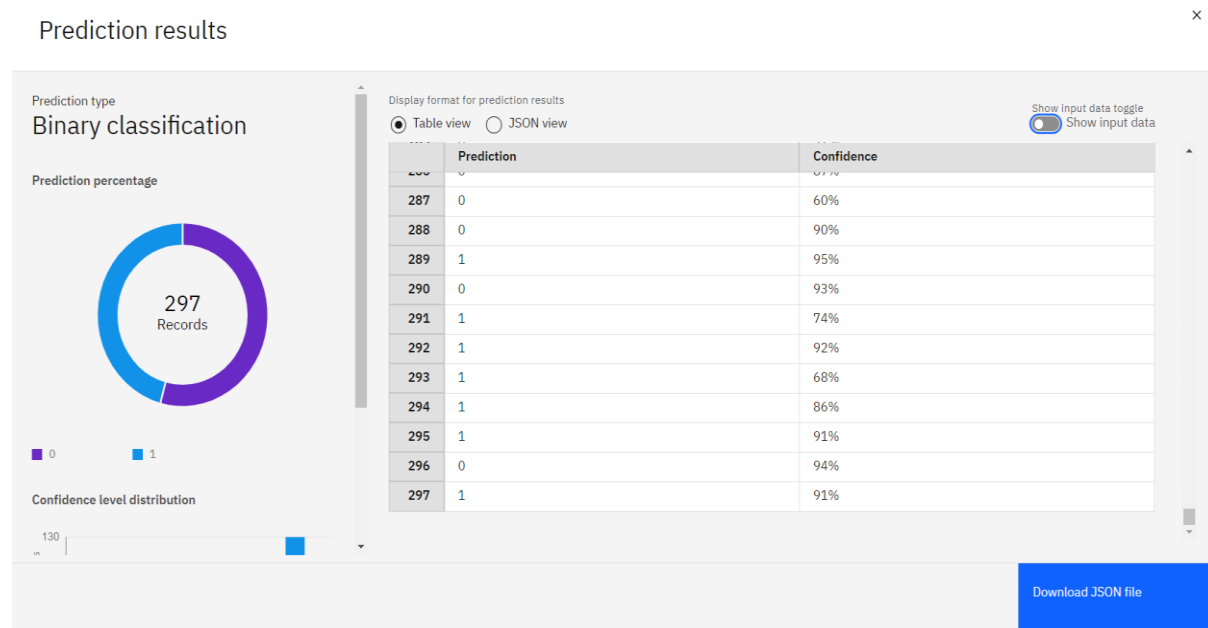 Prediction results
×
Prediction type
Binary classification
Prediction percentage
297
Records
0 1
Confidence level distribution
130
Display format for prediction results
Table view JSON view
Show input data toggle
Show input data
Prediction Confidence
287 0 60%
288 0 90%
289 1 95%
290 0 93%
291 1 74%
292 1 92%
293 1 68%
294 1 86%
295 1 91%
296 0 94%
297 1 91%
Download JSON file